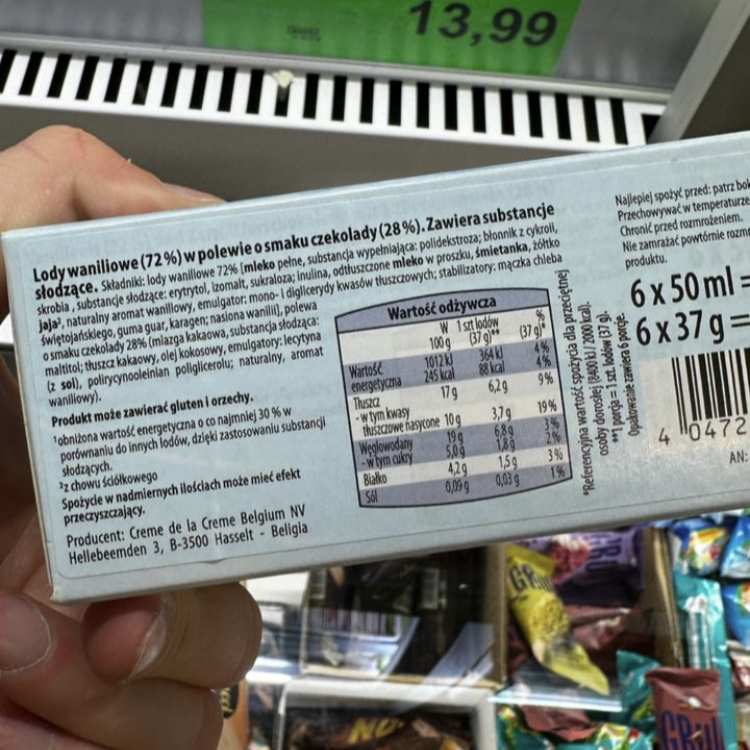 13,99
Lody waniliowe (72%) w polewie o smaku czekolady (28%). Zawiera substancje
słodzące. Składniki: lody waniliowe 72% [mleko pełne, substancja wypełniająca: polidekstroza; błonnik z cykrol,
skrobia , substancje słodzące: erytrytol, izomalt, sukraloza; inulina, odtłuszczone mleko w proszku, śmietanka, żółtko
jaja², naturalny aromat waniliowy, emulgator: mono- i diglicerydy kwasów tłuszczowych; stabilizatory: mączka chleba
świętojańskiego, guma guar, karagen; nasiona wanilii], polewa
o smaku czekolady 28% (miazga kakaowa, substancja słodząca:
maltitol; tłuszcz kakaowy, olej kokosowy, emulgatory: lecytyna
(z soi), polirycynooleinian poliglicerolu; naturalny, aromat
waniliowy).
Produkt może zawierać gluten i orzechy.
¹obniżona wartość energetyczna o co najmniej 30 % w
porównaniu do innych lodów, dzięki zastosowaniu substancji
słodzących.
²z chowu ściółkowego
Spożycie w nadmiernych ilościach może mieć efekt
przeczyszczający.
Producent: Creme de la Creme Belgium NV
Hellebeemden 3, B-3500 Hasselt - Beligia
Wartość odżywcza
W 100 g 1 szt lodów (37 g)** % (37 g)*
Wartość 1012 kJ 364 kJ 4%
energetyczna 245 kcal 88 kcal 4%
Tłuszcz 17 g 6,2 g 9%
- w tym kwasy
tłuszczowe nasycone 10 g 3,7 g 19%
Węglowodany 19 g 6,8 g 3%
- w tym cukry 5,0 g 1,8 g 2%
Białko 4,2 g 1,5 g 3%
Sól 0,09 g 0,03 g 1%
*Referencyjna wartość spożycia dla przeciętnej
osoby dorosłej (8400 kJ / 2000 kcal).
**1 porcja = 1 szt. lodów (37 g).
Opakowanie zawiera 6 porcje.
Najlepiej spożyć przed: patrz bok
Przechowywać w temperaturze
Chronić przed rozmrożeniem.
Nie zamrażać powtórnie rozmr
produktu.
6 x 50 ml =
6 x 37 g =
4 0472
AN: